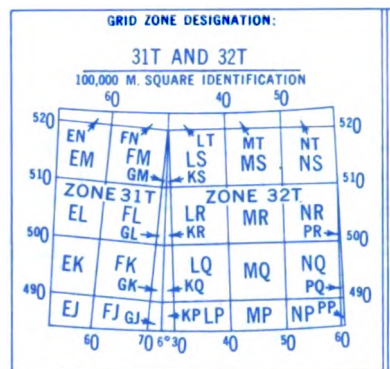 GRID ZONE DESIGNATION:
31T AND 32T
100,000 M. SQUARE IDENTIFICATION
60 40 50
520 520
EN FN LT MT NT
EM FM LS MS NS
GM KS
510 510
ZONE 31T ZONE 32T
EL FL LR MR NR
GL KR PR
500 500
EK FK LQ MQ NQ
GK KQ PQ
490 490
EJ FJ GJ KP LP MP NP PP
60 70 6°30 40 50 60